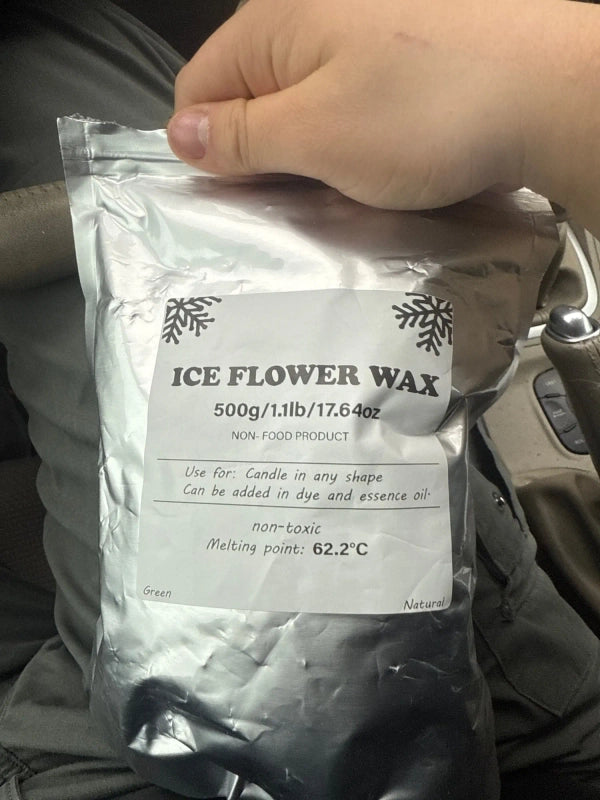 ICE FLOWER WAX
500g/1.1lb/17.64oz
NON- FOOD PRODUCT
Use for: Candle in any shape
Can be added in dye and essence oil.
non-toxic
Melting point: 62.2°C
Green
Natural